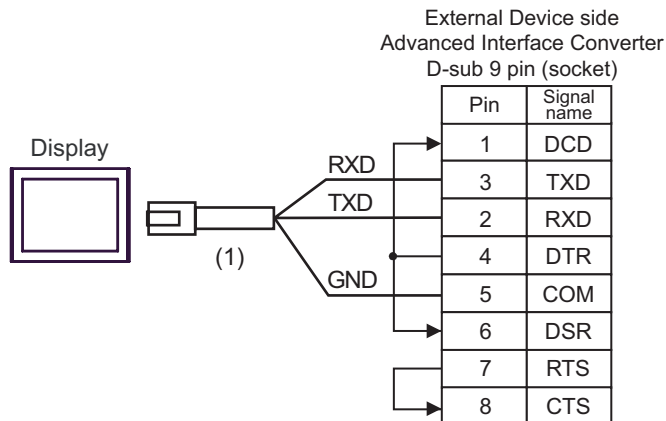 External Device side
Advanced Interface Converter
D-sub 9 pin (socket)
Pin Signal name
Display
1 DCD
RXD
3 TXD
TXD
2 RXD
(1)
4 DTR
GND
5 COM
6 DSR
7 RTS
8 CTS